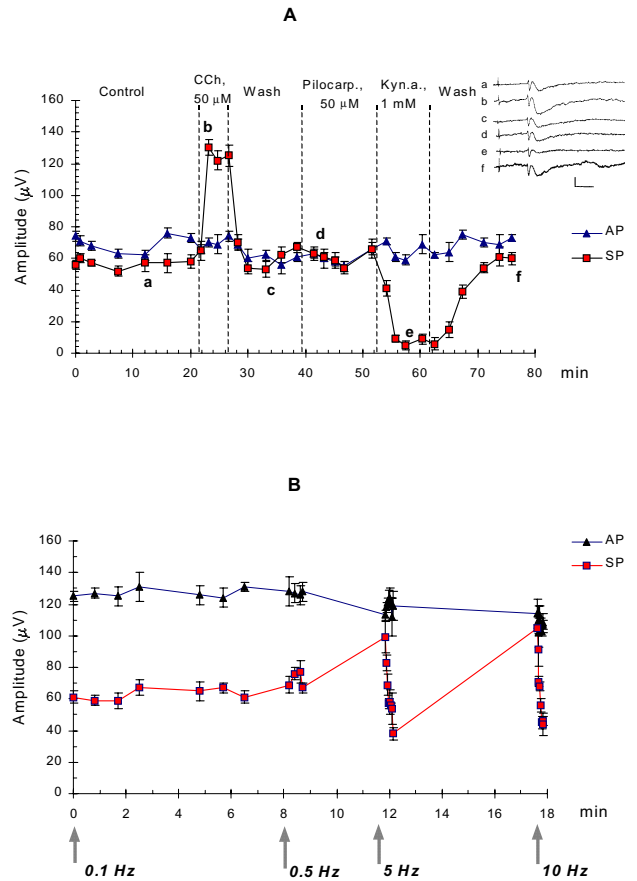 A
Control
CCh,
50 μM
Wash
Pilocarp.,
50 μM
Kyn.a.,
1 mM
Wash
a
b
c
d
e
f
Amplitude (μV)
160
140
120
100
80
60
40
20
0
b
a
c
d
e
f
AP
SP
0 10 20 30 40 50 60 70 80
min
B
AP
SP
Amplitude (μV)
160
140
120
100
80
60
40
20
0
0 2 4 6 8 10 12 14 16 18
min
0.1 Hz
0.5 Hz
5 Hz
10 Hz